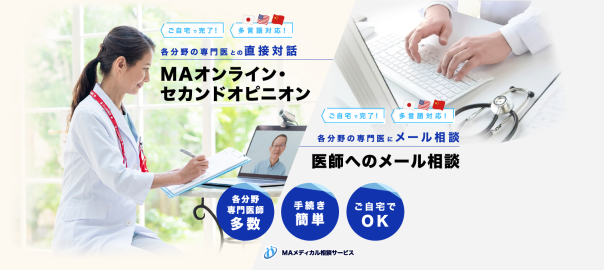 ご自宅で完了！
多言語対応！
各分野の専門医との直接対話
MAオンライン・
セカンドオピニオン
ご自宅で完了！
多言語対応！
各分野の専門医にメール相談
医師へのメール相談
各分野
専門医師
多数
手続き
簡単
ご自宅で
OK
MAメディカル相談サービス